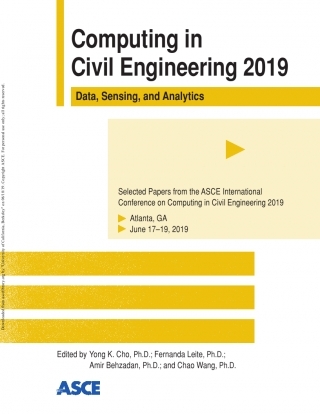 Computing in
Civil Engineering 2019
Data, Sensing, and Analytics
Selected Papers from the ASCE International
Conference on Computing in Civil Engineering 2019
Atlanta, GA
June 17–19, 2019
Edited by Yong K. Cho, Ph.D.; Fernanda Leite, Ph.D.;
Amir Behzadan, Ph.D.; and Chao Wang, Ph.D.
ASCE